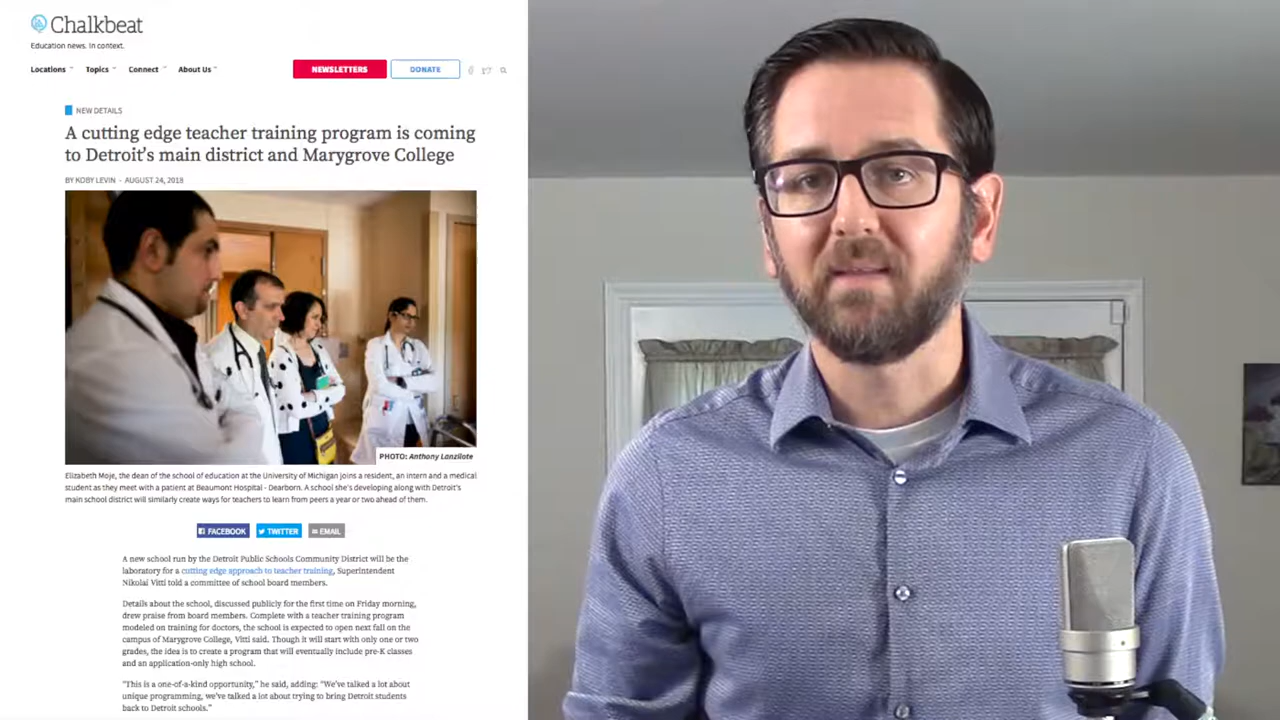 Chalkbeat
Education news. In context.
Locations Topics Connect About Us NEWSLETTERS DONATE
NEW DETAILS
A cutting edge teacher training program is coming
to Detroit's main district and Marygrove College
BY KOBY LEVIN - AUGUST 24, 2018
PHOTO: Anthony Lanzilote
Elizabeth Moje, the dean of the school of education at the University of Michigan joins a resident, an intern and a medical
student as they meet with a patient at Beaumont Hospital - Dearborn. A school she's developing along with Detroit's
main school district will similarly create ways for teachers to learn from peers a year or two ahead of them.
FACEBOOK TWITTER EMAIL
A new school run by the Detroit Public Schools Community District will be the
laboratory for a cutting edge approach to teacher training, Superintendent
Nikolai Vitti told a committee of school board members.
Details about the school, discussed publicly for the first time on Friday morning,
drew praise from board members. Complete with a teacher training program
modeled on training for doctors, the school is expected to open next fall on the
campus of Marygrove College, Vitti said. Though it will start with only one or two
grades, the idea is to create a program that will eventually include pre-K classes
and an application-only high school.
"This is a one-of-a-kind opportunity," he said, adding: "We've talked a lot about
unique programming, we've talked a lot about trying to bring Detroit students
back to Detroit schools."